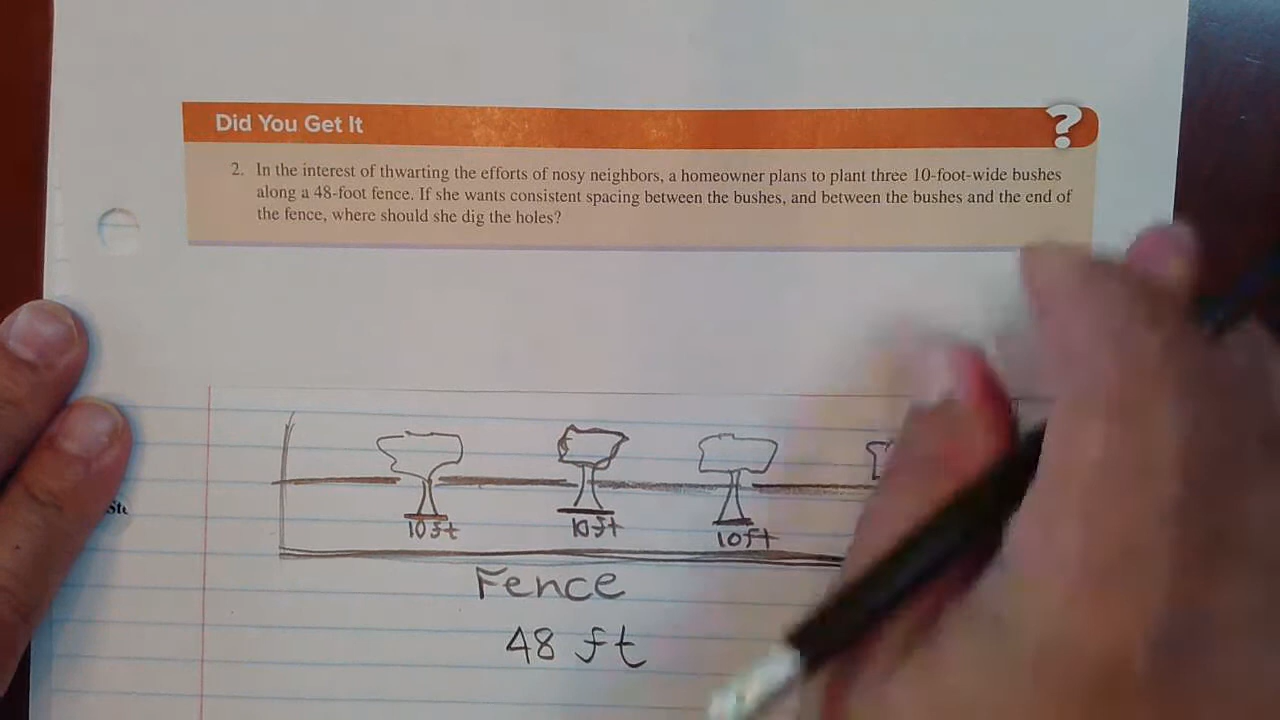 Did You Get It
?
2. In the interest of thwarting the efforts of nosy neighbors, a homeowner plans to plant three 10-foot-wide bushes
along a 48-foot fence. If she wants consistent spacing between the bushes, and between the bushes and the end of
the fence, where should she dig the holes?
10ft 10ft 10ft
Fence
48 ft